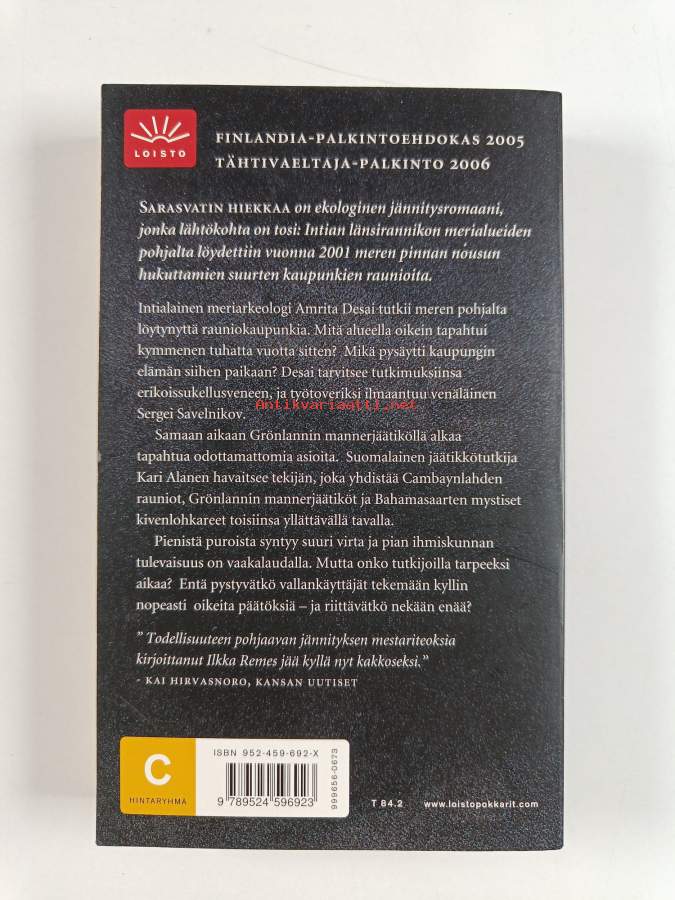 LOISTO
FINLANDIA-PALKINTOEHDOKAS 2005
TÄHTIVAELTAJA-PALKINTO 2006
SARASVATIN HIEKKAA on ekologinen jännitysromaani,
jonka lähtökohta on tosi: Intian länsirannikon merialueiden
pohjalta löydettiin vuonna 2001 meren pinnan nousun
hukuttamien suurten kaupunkien raunioita.
Intialainen meriarkeologi Amrita Desai tutkii meren pohjalta
löytynyttä rauniokaupunkia. Mitä alueella oikein tapahtui
kymmenen tuhatta vuotta sitten? Mikä pysäytti kaupungin
elämän siihen paikaan? Desai tarvitsee tutkimuksiinsa
erikoissukellusveneen, ja työtoveriksi ilmaantuu venäläinen
Antikvariaatti.net
Sergei Savelnikov.
Samaan aikaan Grönlannin mannerjäätiköllä alkaa
tapahtua odottamattomia asioita. Suomalainen jäätikkötutkija
Kari Alanen havaitsee tekijän, joka yhdistää Cambaynlahden
rauniot, Grönlannin mannerjäätiköt ja Bahamasaarten mystiset
kivenlohkareet toisiinsa yllättävällä tavalla.
Pienistä puroista syntyy suuri virta ja pian ihmiskunnan
tulevaisuus on vaakalaudalla. Mutta onko tutkijoilla tarpeeksi
aikaa? Entä pystyvätkö vallankäyttäjät tekemään kyllin
nopeasti oikeita päätöksiä – ja riittävätkö nekään enää?
” Todellisuuteen pohjaavan jännityksen mestariteoksia
kirjoittanut Ilkka Remes jää kyllä nyt kakkoseksi.”
- KAI HIRVASNORO, KANSAN UUTISET
C
HINTARYHMÄ
ISBN 952-459-692-X
9 789524 596923
999656-0673
T 84.2
www.loistopokkarit.com